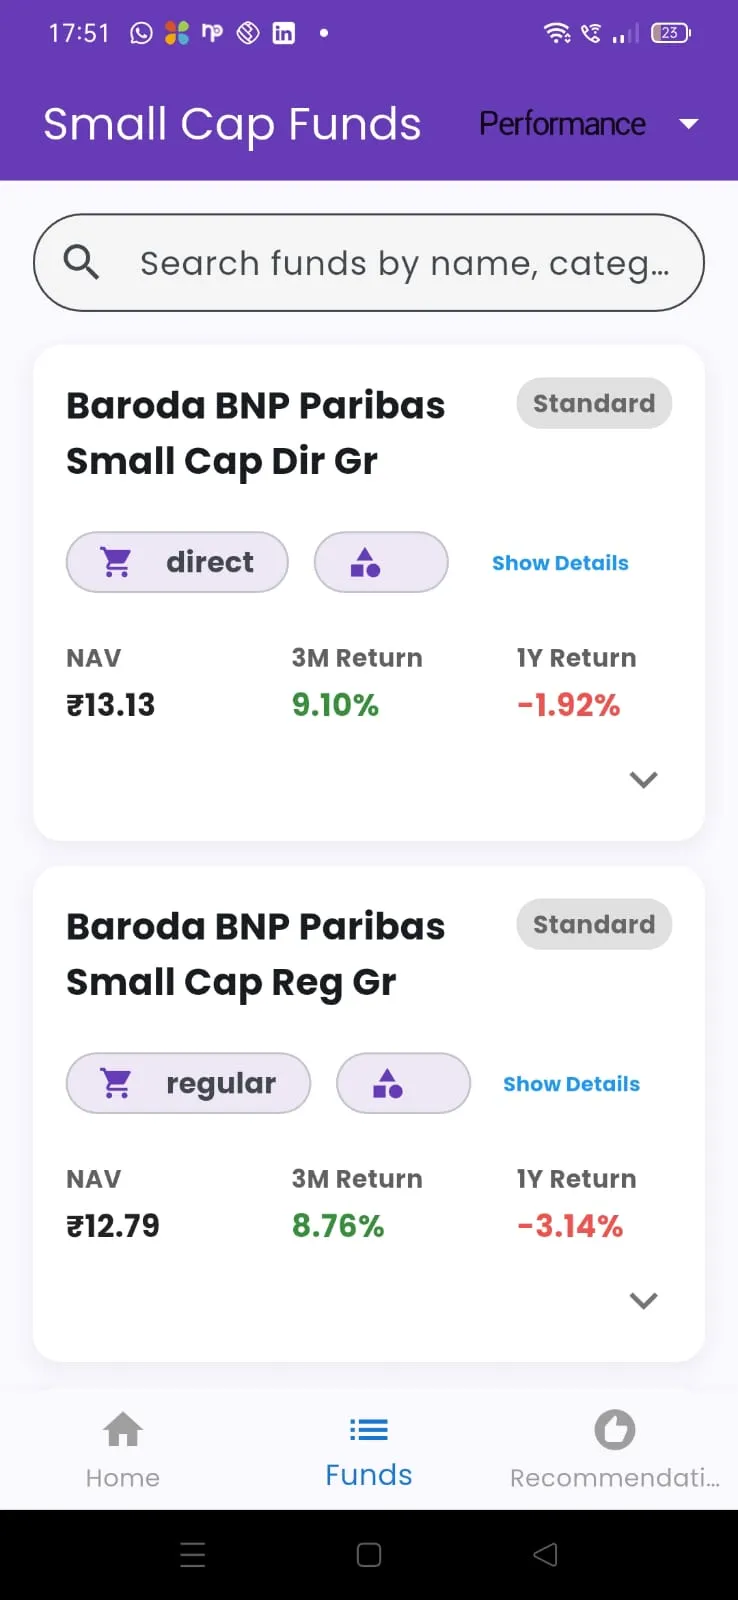 17:51
23
Small Cap Funds
Performance
Search funds by name, categ...
Baroda BNP Paribas
Small Cap Dir Gr
Standard
direct
Show Details
NAV
3M Return
1Y Return
₹13.13
9.10%
-1.92%
Baroda BNP Paribas
Small Cap Reg Gr
Standard
regular
Show Details
NAV
3M Return
1Y Return
₹12.79
8.76%
-3.14%
Home
Funds
Recommendati...